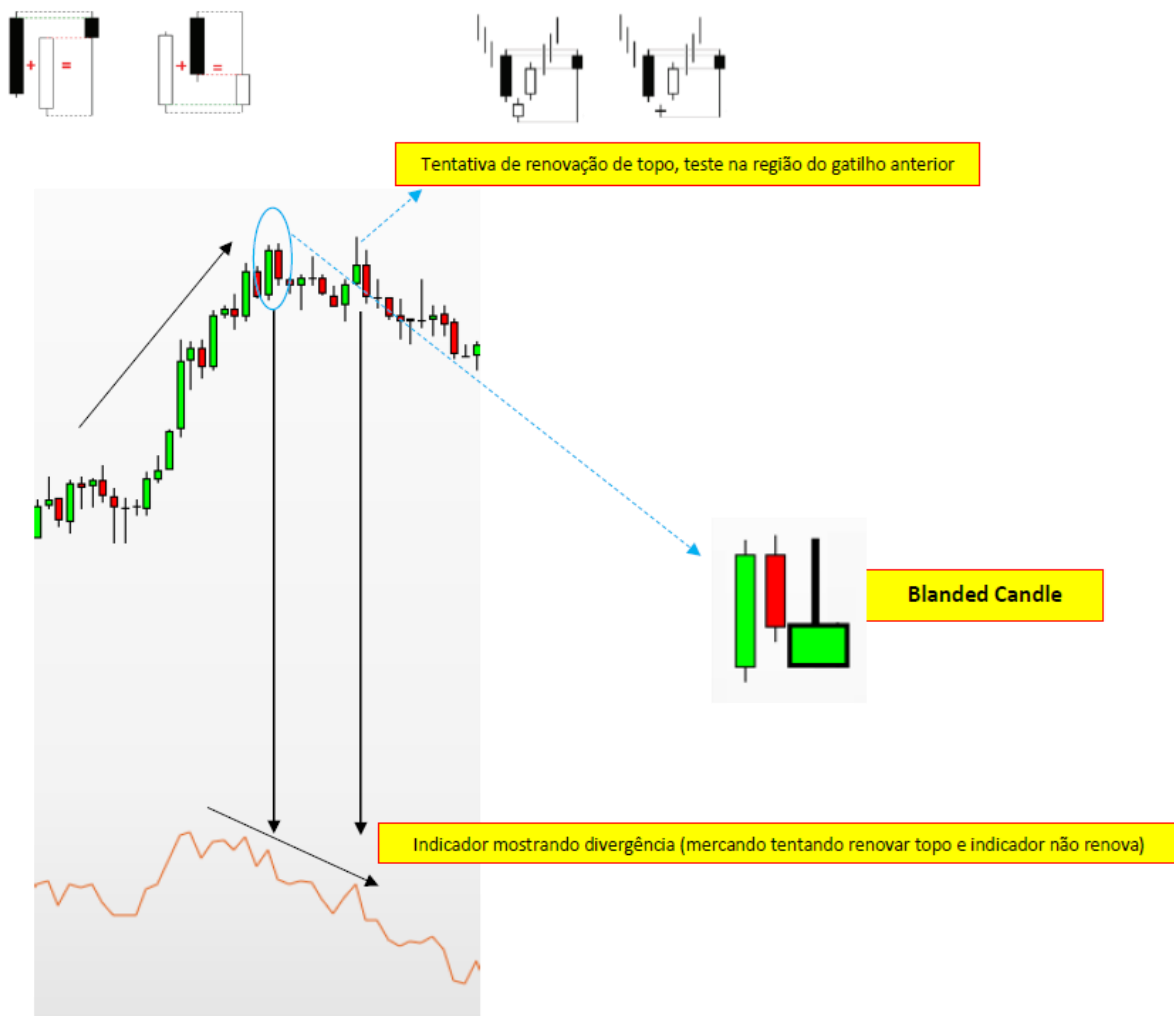 + =
+ =
Tentativa de renovação de topo, teste na região do gatilho anterior
Blanded Candle
Indicador mostrando divergência (mercando tentando renovar topo e indicador não renova)